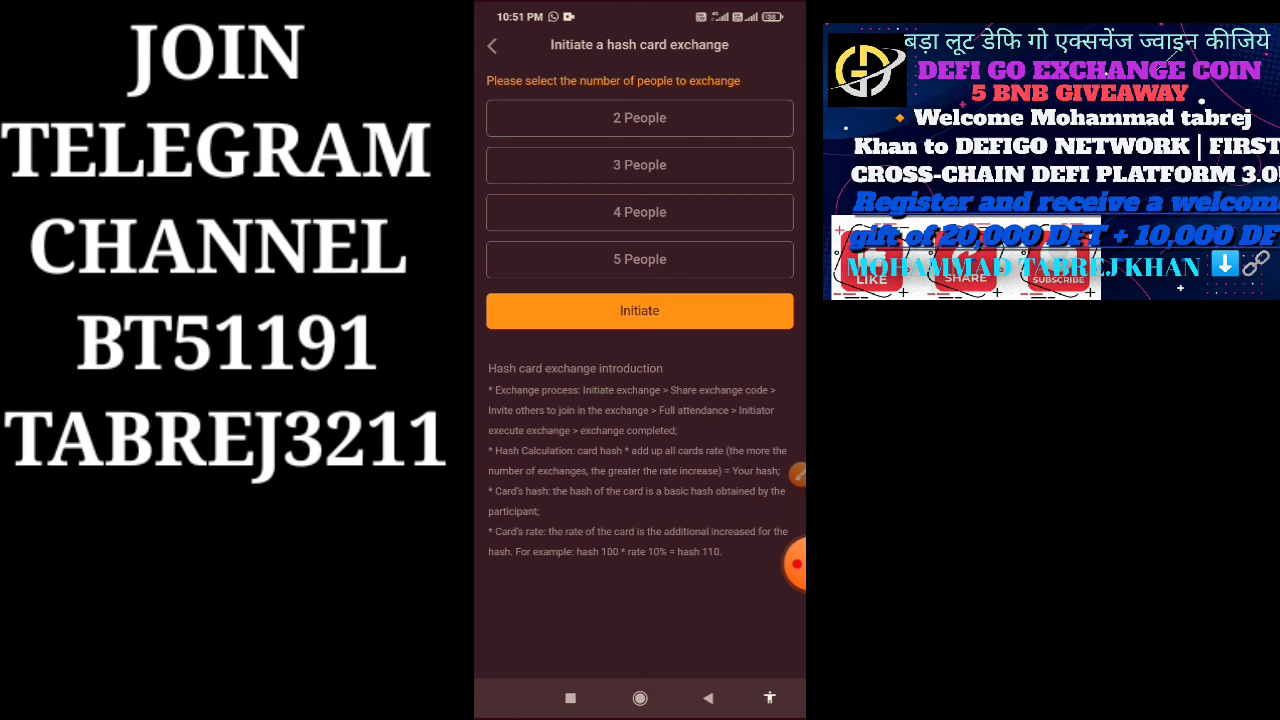 JOIN
TELEGRAM
CHANNEL
BT51191
TABREJ3211
10:51 PM
38
Initiate a hash card exchange
Please select the number of people to exchange
2 People
3 People
4 People
5 People
Initiate
Hash card exchange introduction
* Exchange process: Initiate exchange > Share exchange code >
Invite others to join in the exchange > Full attendance > Initiator
execute exchange > exchange completed;
* Hash Calculation: card hash * add up all cards rate (the more the
number of exchanges, the greater the rate increase) = Your hash;
* Card's hash: the hash of the card is a basic hash obtained by the
participant;
* Card's rate: the rate of the card is the additional increased for the
hash. For example: hash 100 * rate 10% = hash 110.
बड़ा लूट डेफि गो एक्सचेंज ज्वाइन कीजिये
DEFI GO EXCHANGE COIN
5 BNB GIVEAWAY
🔸 Welcome Mohammad tabrej
Khan to DEFIGO NETWORK | FIRST
CROSS-CHAIN DEFI PLATFORM 3.0
Register and receive a welcome
gift of 20,000 DFT + 10,000 DF
MOHAMMAD TABREJ KHAN ⬇️🔗
LIKE
SHARE
SUBSCRIBE